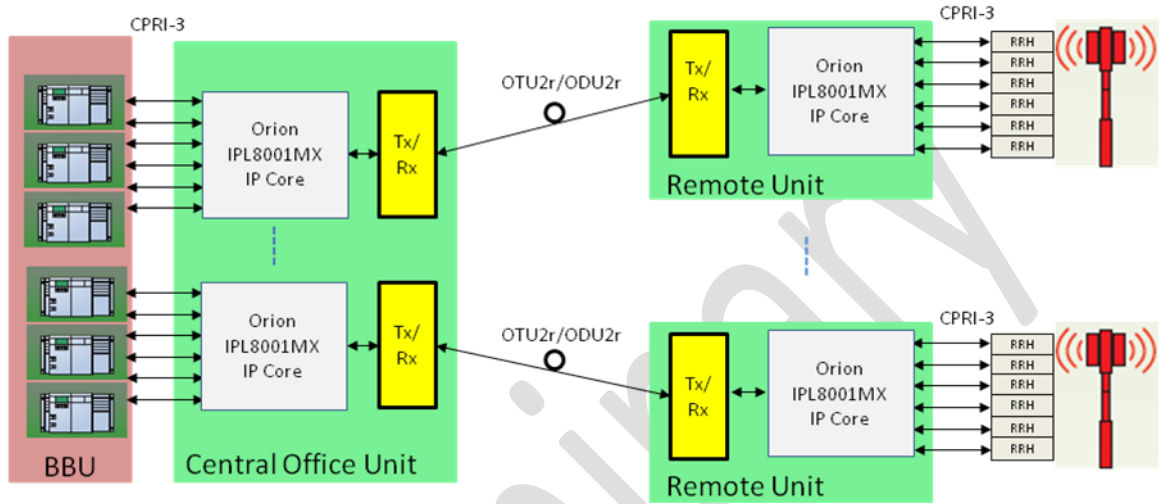 CPRI-3
CPRI-3
Orion
IPL8001MX
IP Core
Tx/
Rx
OTU2r/ODU2r
Tx/
Rx
Orion
IPL8001MX
IP Core
RRH
RRH
RRH
RRH
RRH
RRH
Remote Unit
Orion
IPL8001MX
IP Core
Tx/
Rx
OTU2r/ODU2r
CPRI-3
Tx/
Rx
Orion
IPL8001MX
IP Core
RRH
RRH
RRH
RRH
RRH
RRH
BBU
Central Office Unit
Remote Unit